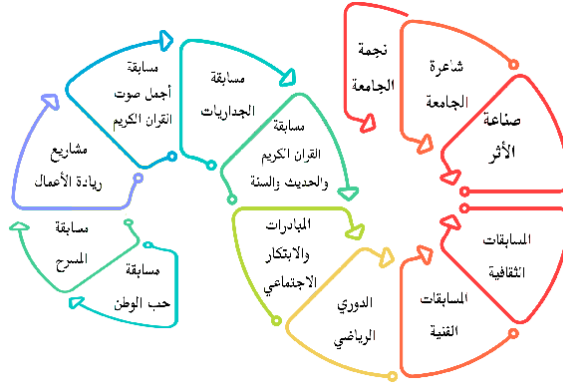 نجمة
الجامعة
شاعرة
الجامعة
صناعة
الأثر
المسابقات
الثقافية
المسابقات
الفنية
الدوري
الرياضي
المبادرات
والابتكار
الاجتماعي
مسابقة
القران الكريم
والحديث والسنة
مسابقة
الجداريات
مسابقة
أجمل صوت
القران الكريم
مشاريع
ريادة الأعمال
مسابقة
المسرح
مسابقة
حب الوطن